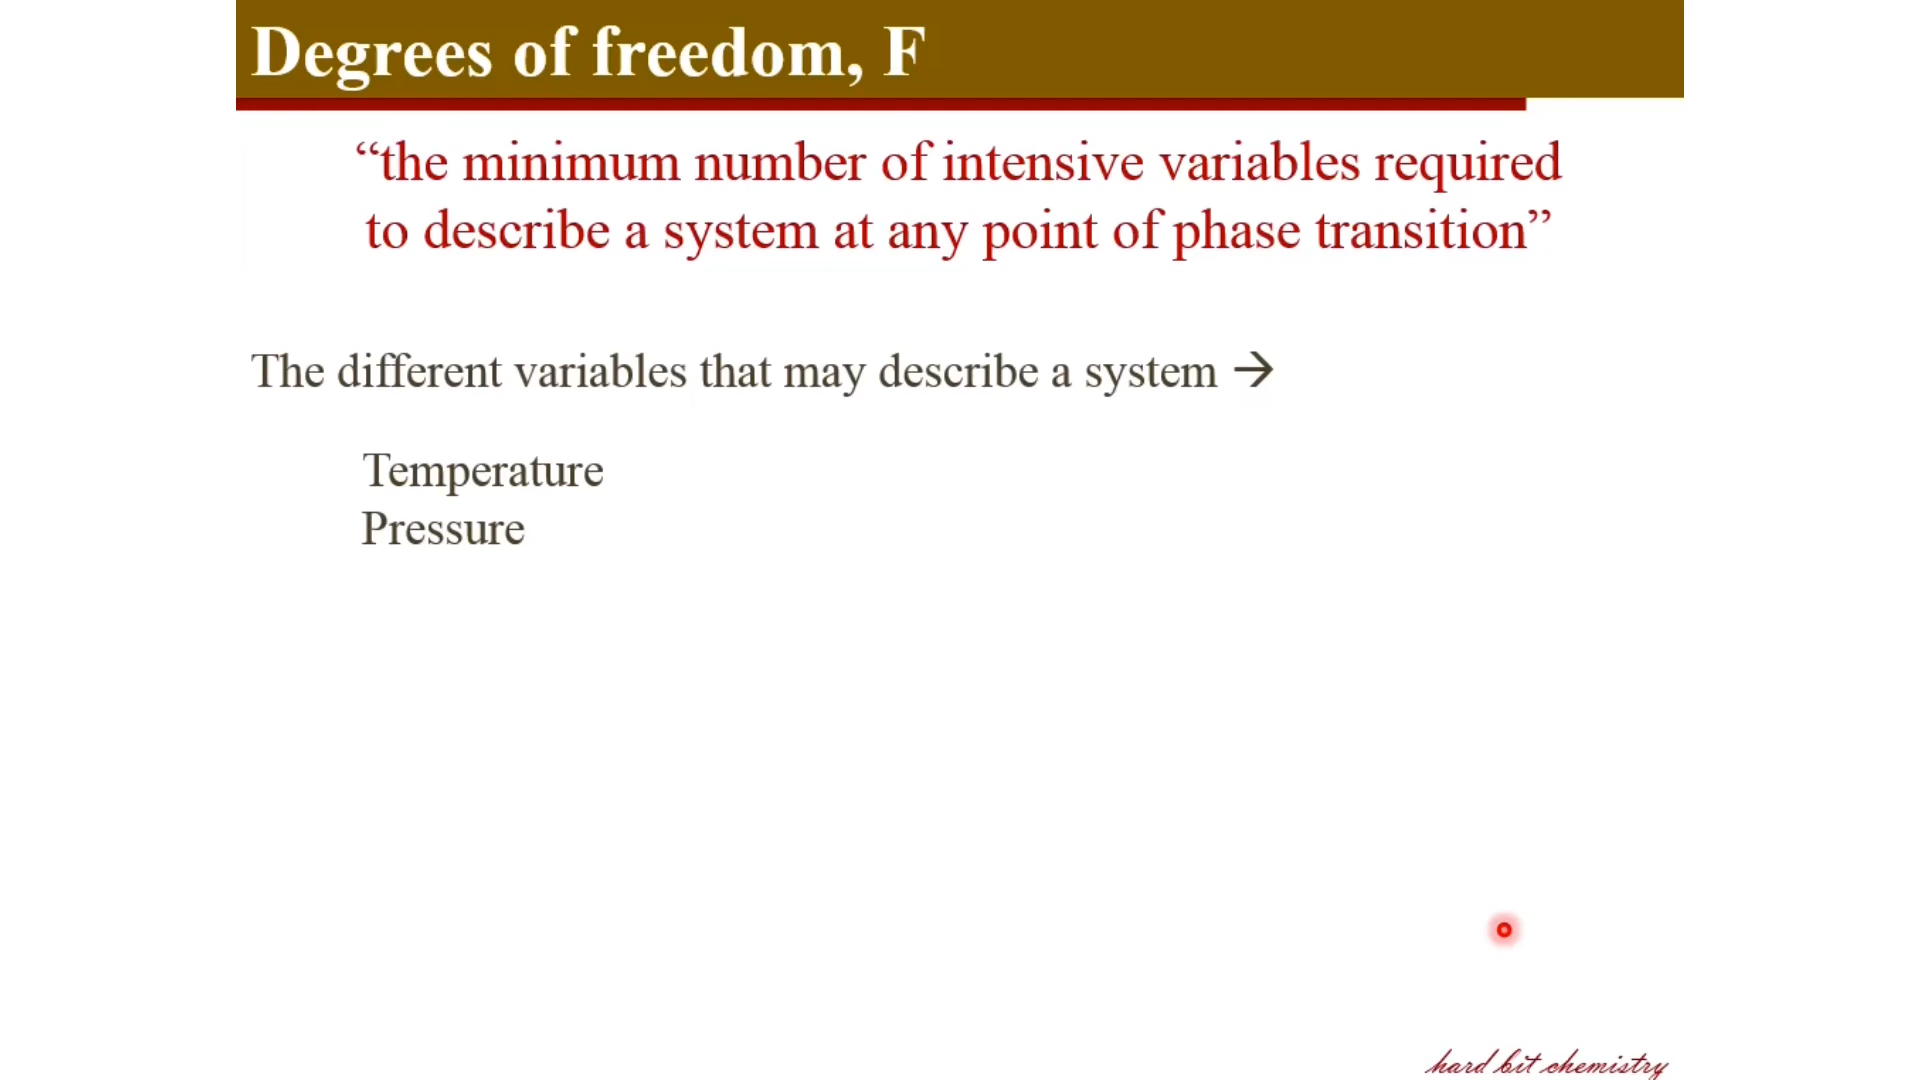 Degrees of freedom, F
“the minimum number of intensive variables required
to describe a system at any point of phase transition”
The different variables that may describe a system →
Temperature
Pressure
hard bit chemistry